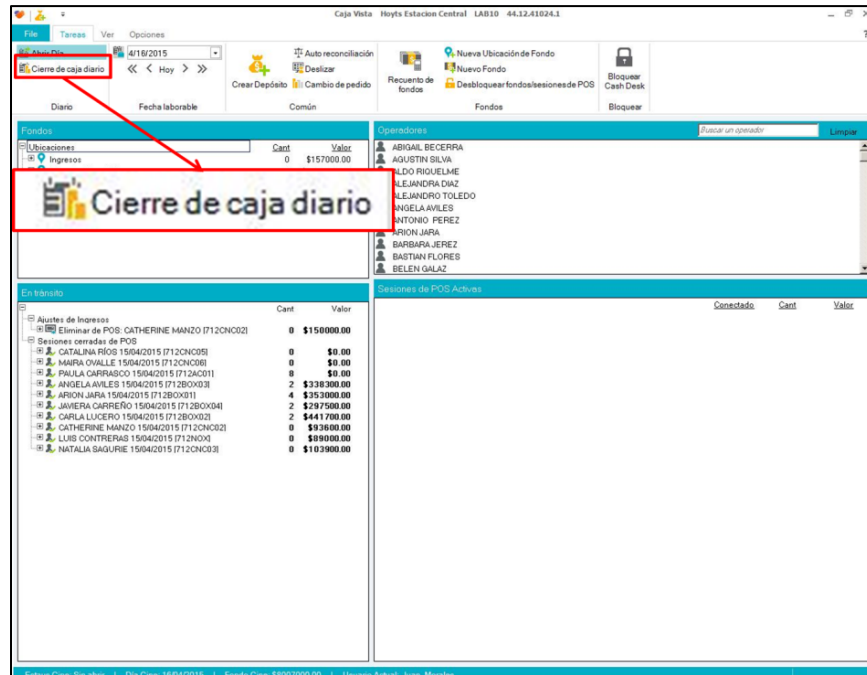 Caja Vista Hoyts Estacion Central LAB10 44.12.41024.1
File Tareas Ver Opciones
Abrir Día
Cierre de caja diario
Diario
4/16/2015
Hoy
Fecha laborable
Crear Depósito
Auto reconciliación
Deslizar
Cambio de pedido
Común
Recuento de
fondos
Nueva Ubicación de Fondo
Nuevo Fondo
Desbloquear fondos/sesiones de POS
Fondos
Bloquear
Cash Desk
Bloquear
Fondos
Ubicaciones Cant Valor
Ingresos 0 $157000.00
Cierre de caja diario
Operadores Buscar un operador Limpiar
ABIGAIL BECERRA
AGUSTIN SILVA
ALDO RIQUELME
ALEJANDRA DIAZ
ALEJANDRO TOLEDO
ANGELA AVILES
ANTONIO PEREZ
ARION JARA
BARBARA JEREZ
BASTIAN FLORES
BELEN GALAZ
En tránsito
Cant Valor
Ajustes de Ingresos
Eliminar de POS: CATHERINE MANZO [712CNC02] 0 $150000.00
Sesiones cerradas de POS
CATALINA RÍOS 15/04/2015 [712CNC05] 0 $0.00
MAIRA OVALLE 15/04/2015 [712CNC06] 0 $0.00
PAULA CARRASCO 15/04/2015 [712AC01] 8 $0.00
ANGELA AVILES 15/04/2015 [712BOX03] 2 $338300.00
ARION JARA 15/04/2015 [712BOX01] 4 $353000.00
JAVIERA CARREÑO 15/04/2015 [712BOX04] 2 $297500.00
CARLA LUCERO 15/04/2015 [712BOX02] 2 $441700.00
CATHERINE MANZO 15/04/2015 [712CNC02] 0 $93600.00
LUIS CONTRERAS 15/04/2015 [712NOX] 0 $89000.00
NATALIA SAGURIE 15/04/2015 [712CNC03] 0 $103900.00
Sesiones de POS Activas
Conectado Cant Valor